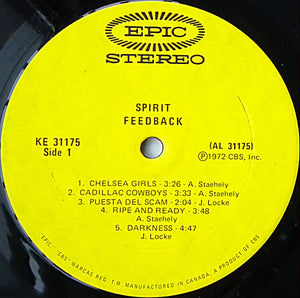 EPIC
STEREO
SPIRIT
FEEDBACK
KE 31175
Side 1
(AL 31175)
℗1972 CBS, Inc.
1. CHELSEA GIRLS - 3:26 - A. Staehely
2. CADILLAC COWBOYS - 3:33 - A. Staehely
3. PUESTA DEL SCAM - 2:04 - J. Locke
4. RIPE AND READY - 3:48
A. Staehely
5. DARKNESS - 4:47
J. Locke
EPIC - CBS: MARCAS REG. T.M. MANUFACTURED IN CANADA. A PRODUCT OF CBS